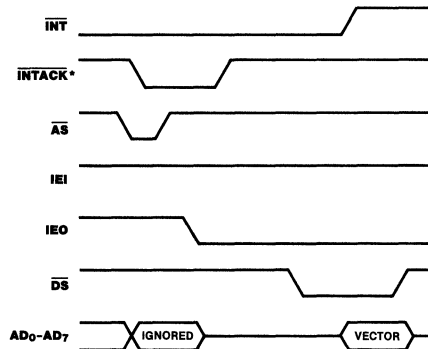 INT
INTACK*
AS
IEI
IEO
DS
AD0-AD7 IGNORED VECTOR